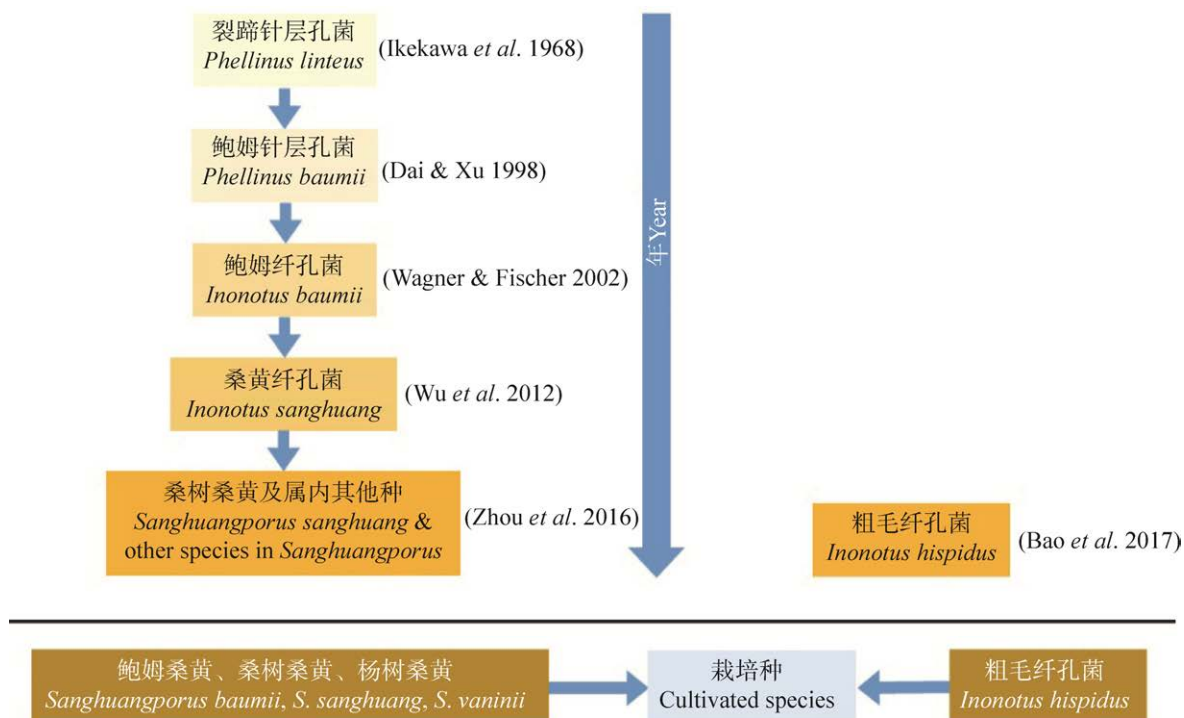 裂蹄针层孔菌
Phellinus linteus
(Ikekawa et al. 1968)
鲍姆针层孔菌
Phellinus baumii
(Dai & Xu 1998)
鲍姆纤孔菌
Inonotus baumii
(Wagner & Fischer 2002)
桑黄纤孔菌
Inonotus sanghuang
(Wu et al. 2012)
桑树桑黄及属内其他种
Sanghuangporus sanghuang &
other species in Sanghuangporus
(Zhou et al. 2016)
年Year
粗毛纤孔菌
Inonotus hispidus
(Bao et al. 2017)
鲍姆桑黄、桑树桑黄、杨树桑黄
Sanghuangporus baumii, S. sanghuang, S. vaninii
栽培种
Cultivated species
粗毛纤孔菌
Inonotus hispidus